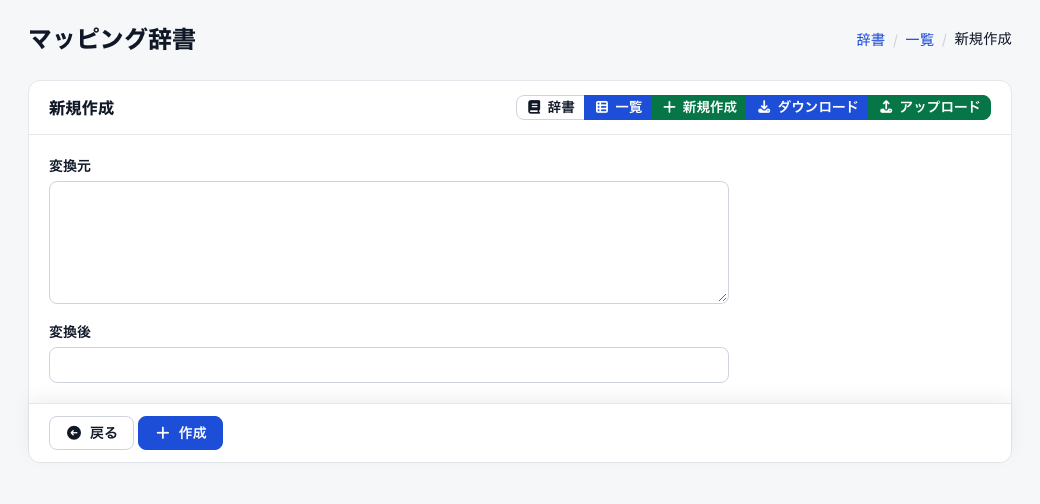 マッピング辞書
辞書 / 一覧 / 新規作成
新規作成
辞書 一覧 新規作成 ダウンロード アップロード
変換元
変換後
戻る 作成